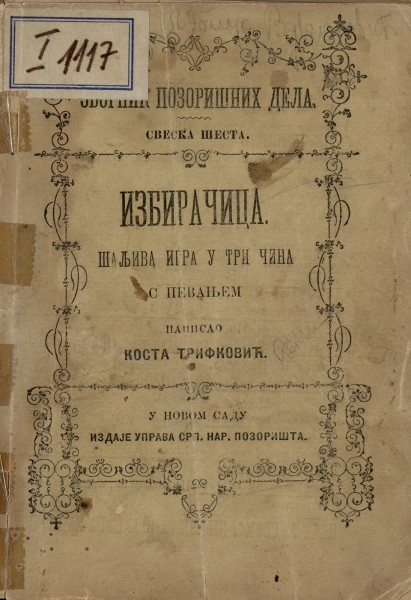 I 1117
ЗБОРНИК ПОЗОРИШНИХ ДЕЛА.
СВЕСКА ШЕСТА.
ИЗБИРАЧИЦА.
ШАЉИВА ИГРА У ТРИ ЧИНА
С ПЕВАЊЕМ
НАПИСАО
КОСТА ТРИФКОВИЋ.
У НОВОМ САДУ
ИЗДАЈЕ УПРАВА СРП. НАР. ПОЗОРИШТА.